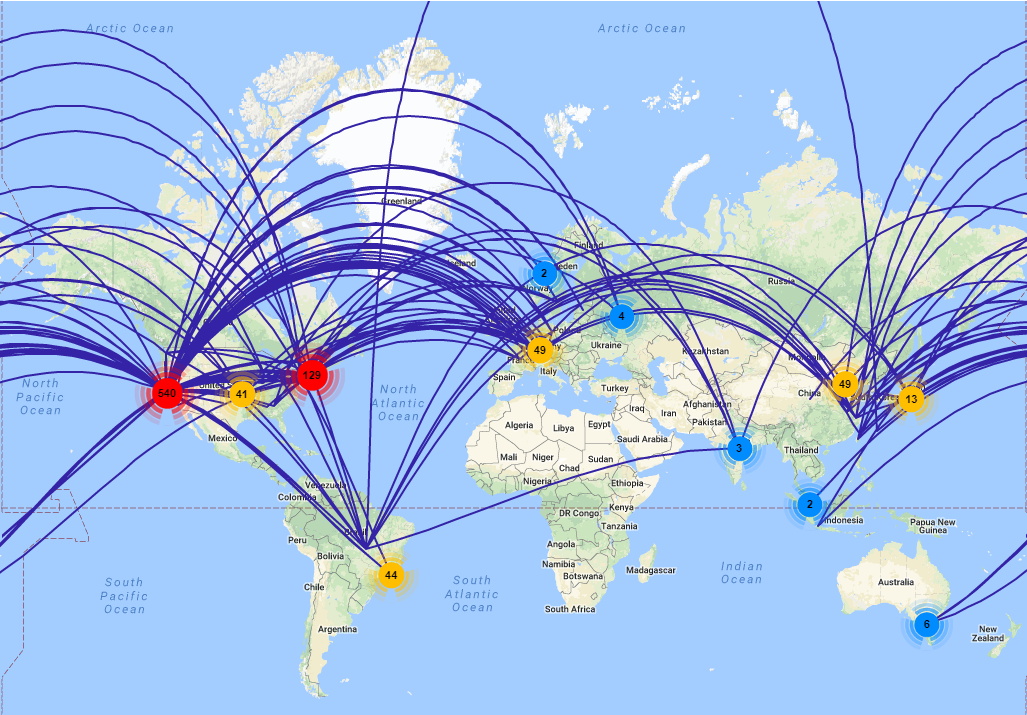 Arctic Ocean
Arctic Ocean
Greenland
Iceland
Finland
2
eden
Norway
Russia
4
Poland
Ukraine
Kazakhstan
Mongolia
49
France
Italy
Spain
North
Pacific
Ocean
540
United
41
129
North
Atlantic
Ocean
Turkey
49
China
South Korea
13
Afghanistan
Iraq
Iran
Pakistan
Algeria
Libya
Egypt
Saudi Arabia
Mexico
3
Thailand
Mali
Niger
Sudan
Chad
Nigeria
Ethiopia
Venezuela
Colombia
2
Indonesia
Kenya
DR Congo
Tanzania
Papua New
Guinea
Brazil
Peru
Bolivia
Angola
Namibia
Botswana
Madagascar
44
South
Pacific
Ocean
Chile
South
Atlantic
Ocean
Indian
Ocean
Australia
South Africa
Argentina
6
New
Zealand